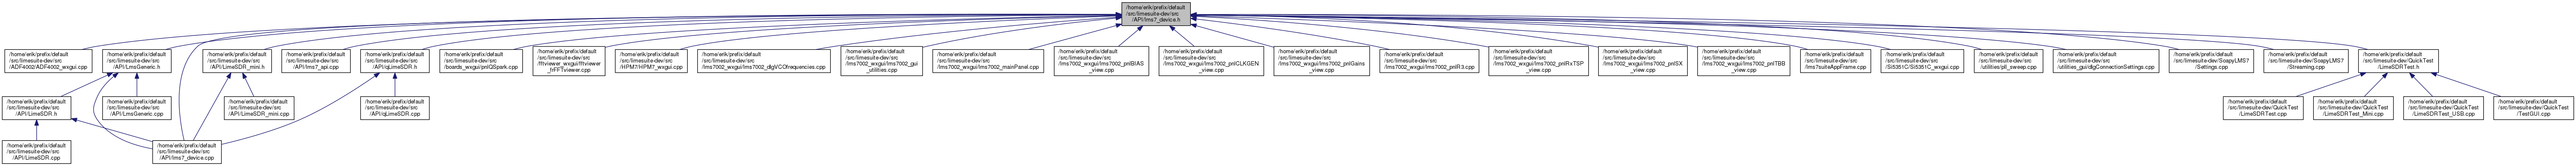 /home/erik/prefix/default
/src/limesuite-dev/src
/API/lms7_device.h
/home/erik/prefix/default
/src/limesuite-dev/src
/ADF4002/ADF4002_wxgui.cpp
/home/erik/prefix/default
/src/limesuite-dev/src
/API/LmsGeneric.h
/home/erik/prefix/default
/src/limesuite-dev/src
/API/LimeSDR_mini.h
/home/erik/prefix/default
/src/limesuite-dev/src
/API/lms7_api.cpp
/home/erik/prefix/default
/src/limesuite-dev/src
/API/qLimeSDR.h
/home/erik/prefix/default
/src/limesuite-dev/src
/boards_wxgui/pnlQSpark.cpp
/home/erik/prefix/default
/src/limesuite-dev/src
/fftviewer_wxgui/fftviewer
_frFFTviewer.cpp
/home/erik/prefix/default
/src/limesuite-dev/src
/HPM7/HPM7_wxgui.cpp
/home/erik/prefix/default
/src/limesuite-dev/src
/lms7002_wxgui/lms7002_dlgVCOfrequencies.cpp
/home/erik/prefix/default
/src/limesuite-dev/src
/lms7002_wxgui/lms7002_gui
_utilities.cpp
/home/erik/prefix/default
/src/limesuite-dev/src
/lms7002_wxgui/lms7002_mainPanel.cpp
/home/erik/prefix/default
/src/limesuite-dev/src
/lms7002_wxgui/lms7002_pnlBIAS
_view.cpp
/home/erik/prefix/default
/src/limesuite-dev/src
/lms7002_wxgui/lms7002_pnlCLKGEN
_view.cpp
/home/erik/prefix/default
/src/limesuite-dev/src
/lms7002_wxgui/lms7002_pnlGains
_view.cpp
/home/erik/prefix/default
/src/limesuite-dev/src
/lms7002_wxgui/lms7002_pnlR3.cpp
/home/erik/prefix/default
/src/limesuite-dev/src
/lms7002_wxgui/lms7002_pnlRxTSP
_view.cpp
/home/erik/prefix/default
/src/limesuite-dev/src
/lms7002_wxgui/lms7002_pnlSX
_view.cpp
/home/erik/prefix/default
/src/limesuite-dev/src
/lms7002_wxgui/lms7002_pnlTBB
_view.cpp
/home/erik/prefix/default
/src/limesuite-dev/src
/lms7suiteAppFrame.cpp
/home/erik/prefix/default
/src/limesuite-dev/src
/Si5351C/Si5351C_wxgui.cpp
/home/erik/prefix/default
/src/limesuite-dev/src
/utilities/pll_sweep.cpp
/home/erik/prefix/default
/src/limesuite-dev/src
/utilities_gui/dlgConnectionSettings.cpp
/home/erik/prefix/default
/src/limesuite-dev/SoapyLMS7
/Settings.cpp
/home/erik/prefix/default
/src/limesuite-dev/SoapyLMS7
/Streaming.cpp
/home/erik/prefix/default
/src/limesuite-dev/QuickTest
/LimeSDRTest.h
/home/erik/prefix/default
/src/limesuite-dev/src
/API/LimeSDR.h
/home/erik/prefix/default
/src/limesuite-dev/src
/API/LmsGeneric.cpp
/home/erik/prefix/default
/src/limesuite-dev/src
/API/LimeSDR_mini.cpp
/home/erik/prefix/default
/src/limesuite-dev/src
/API/qLimeSDR.cpp
/home/erik/prefix/default
/src/limesuite-dev/QuickTest
/LimeSDRTest.cpp
/home/erik/prefix/default
/src/limesuite-dev/QuickTest
/LimeSDRTest_Mini.cpp
/home/erik/prefix/default
/src/limesuite-dev/QuickTest
/LimeSDRTest_USB.cpp
/home/erik/prefix/default
/src/limesuite-dev/QuickTest
/TestGUI.cpp
/home/erik/prefix/default
/src/limesuite-dev/src
/API/LimeSDR.cpp
/home/erik/prefix/default
/src/limesuite-dev/src
/API/lms7_device.cpp